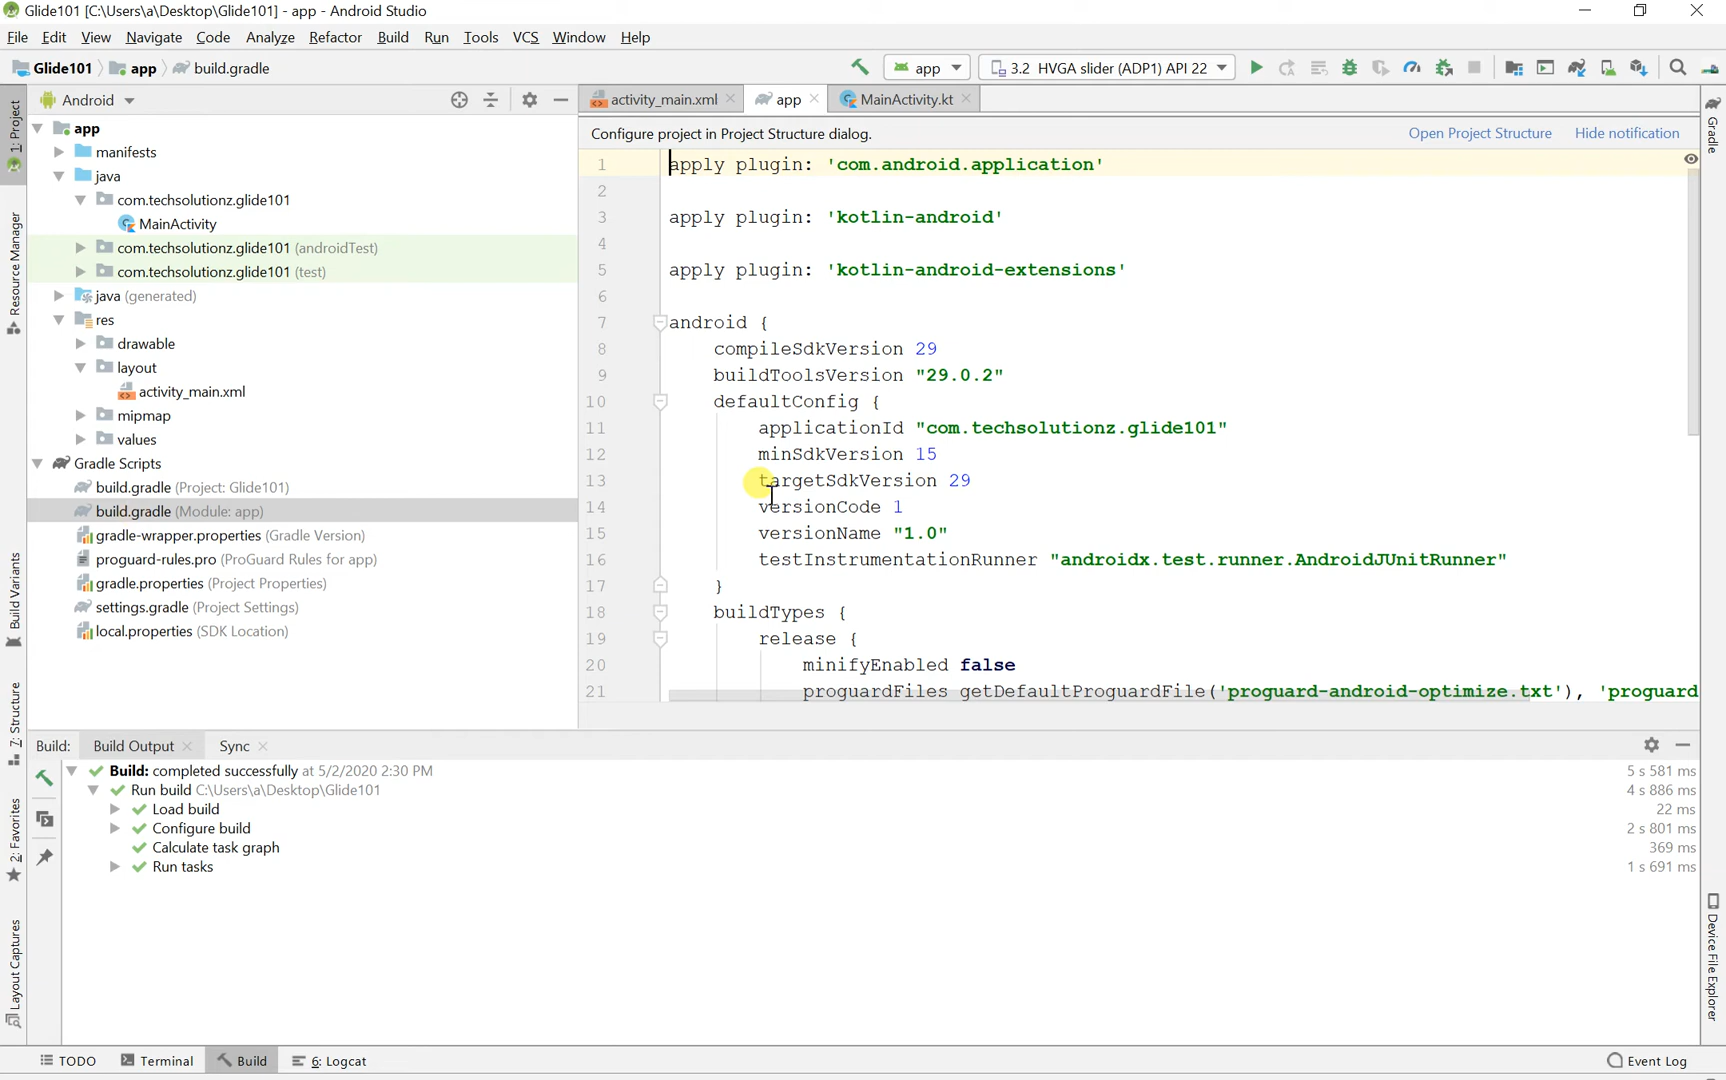 Glide101 [C:\Users\a\Desktop\Glide101] - app - Android Studio
File Edit View Navigate Code Analyze Refactor Build Run Tools VCS Window Help
Glide101 app build.gradle
app 3.2 HVGA slider (ADP1) API 22
1: Project
Resource Manager
Build Variants
7: Structure
2: Favorites
Layout Captures
Android
app
manifests
java
com.techsolutionz.glide101
MainActivity
com.techsolutionz.glide101 (androidTest)
com.techsolutionz.glide101 (test)
java (generated)
res
drawable
layout
activity_main.xml
mipmap
values
Gradle Scripts
build.gradle (Project: Glide101)
build.gradle (Module: app)
gradle-wrapper.properties (Gradle Version)
proguard-rules.pro (ProGuard Rules for app)
gradle.properties (Project Properties)
settings.gradle (Project Settings)
local.properties (SDK Location)
activity_main.xml app MainActivity.kt
Configure project in Project Structure dialog. Open Project Structure Hide notification
1 apply plugin: 'com.android.application'
2
3 apply plugin: 'kotlin-android'
4
5 apply plugin: 'kotlin-android-extensions'
6
7 android {
8 compileSdkVersion 29
9 buildToolsVersion "29.0.2"
10 defaultConfig {
11 applicationId "com.techsolutionz.glide101"
12 minSdkVersion 15
13 targetSdkVersion 29
14 versionCode 1
15 versionName "1.0"
16 testInstrumentationRunner "androidx.test.runner.AndroidJUnitRunner"
17 }
18 buildTypes {
19 release {
20 minifyEnabled false
21 proguardFiles getDefaultProguardFile('proguard-android-optimize.txt'), 'proguard
Gradle
Device File Explorer
Build: Build Output Sync
Build: completed successfully at 5/2/2020 2:30 PM 5 s 581 ms
Run build C:\Users\a\Desktop\Glide101 4 s 886 ms
Load build 22 ms
Configure build 2 s 801 ms
Calculate task graph 369 ms
Run tasks 1 s 691 ms
TODO Terminal Build 6: Logcat Event Log